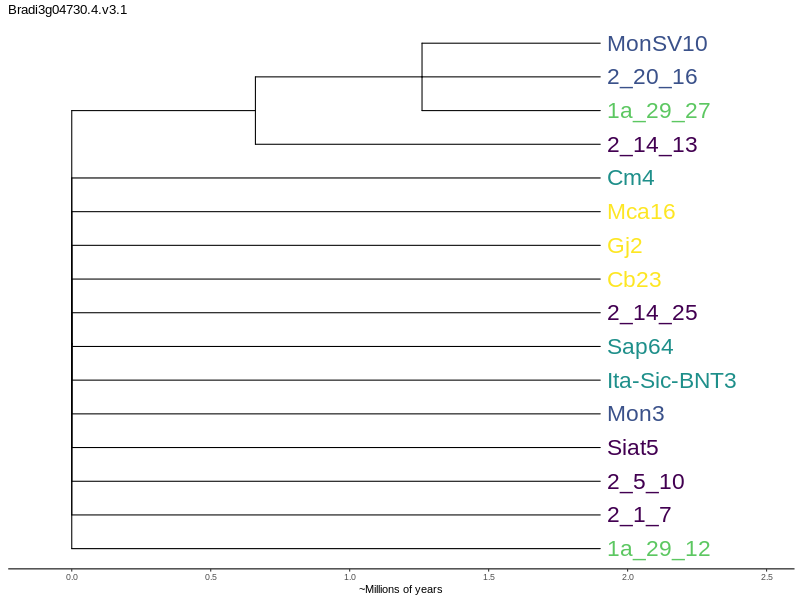 Bradi3g04730.4.v3.1
MonSV10
2_20_16
1a_29_27
2_14_13
Cm4
Mca16
Gj2
Cb23
2_14_25
Sap64
Ita-Sic-BNT3
Mon3
Siat5
2_5_10
2_1_7
1a_29_12
0.0 0.5 1.0 1.5 2.0 2.5
~Millions of years